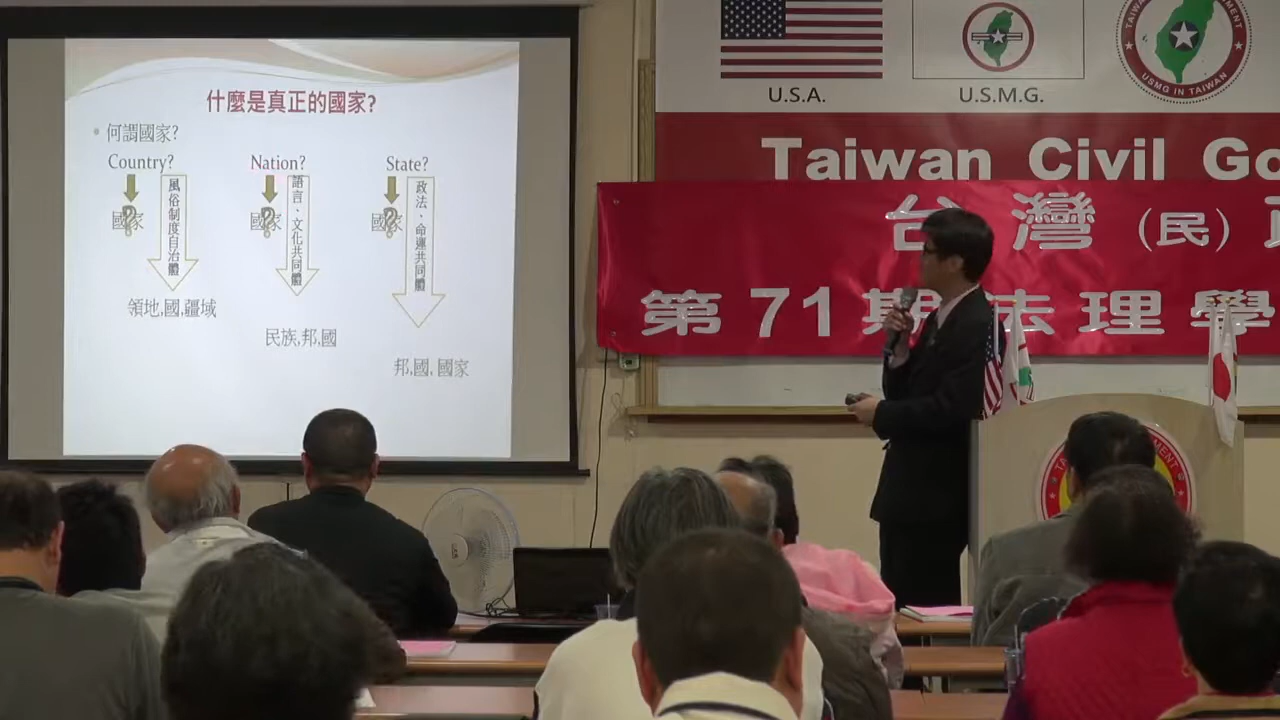 什麼是真正的國家?
何謂國家?
Country?
Nation?
State?
國家
?
風俗制度自治體
國家
?
語言、文化共同體
國家
?
政法、命運共同體
領地,國,疆域
民族,邦,國
邦,國,國家
U.S.A.
U.S.M.G.
USMG IN TAIWAN
Taiwan Civil Go
台灣(民)
第71期法理學